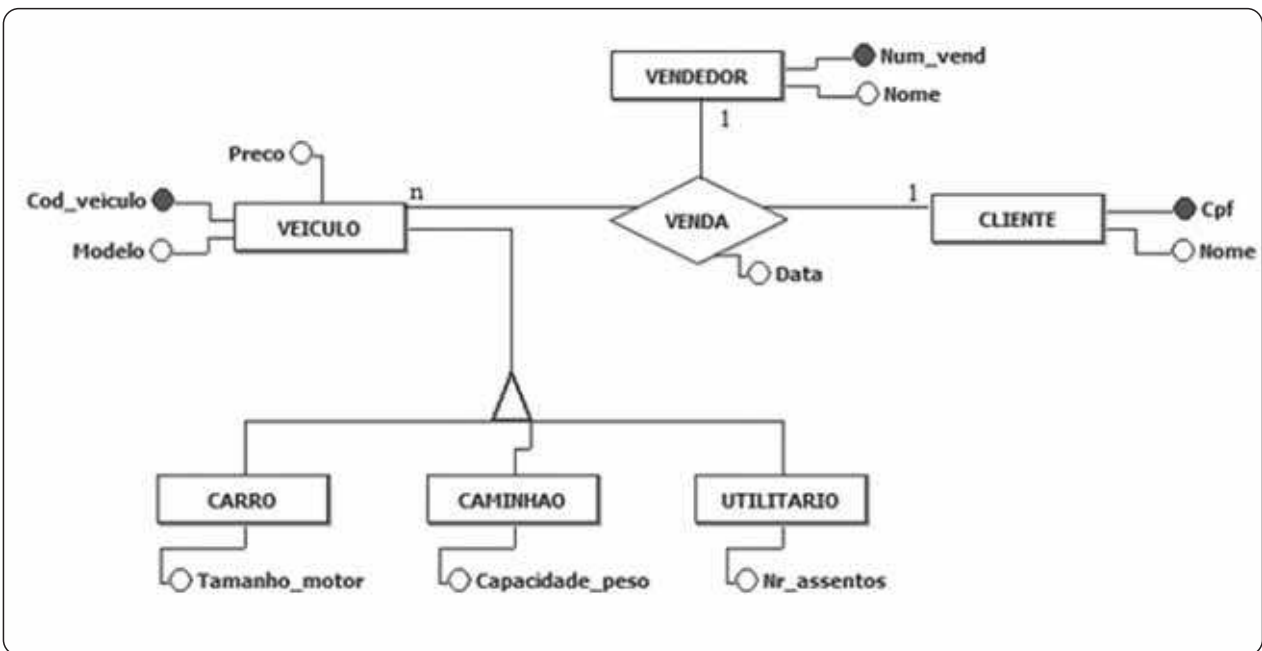 Num_vend
VENDEDOR
Nome
1
Preco
n
1
Cod_veiculo
Cpf
VEICULO
VENDA
CLIENTE
Modelo
Nome
Data
CARRO
CAMINHAO
UTILITARIO
Tamanho_motor
Capacidade_peso
Nr_assentos